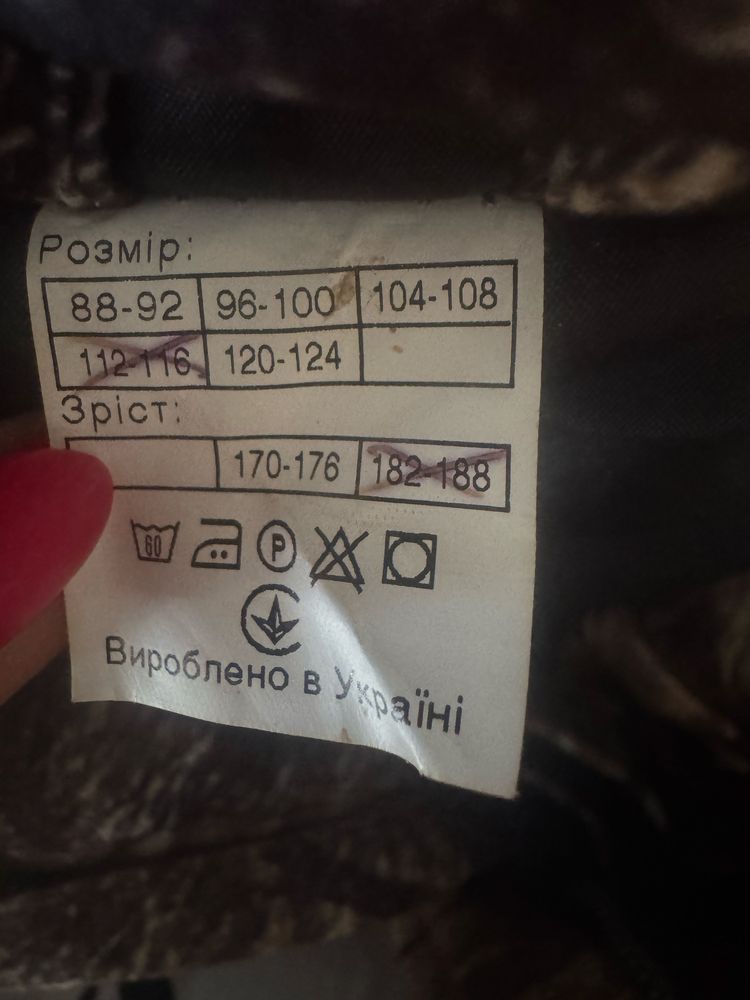 Розмір:
88-92 96-100 104-108
112-116 120-124
Зріст:
170-176 182-188
60 P
Вироблено в Україні